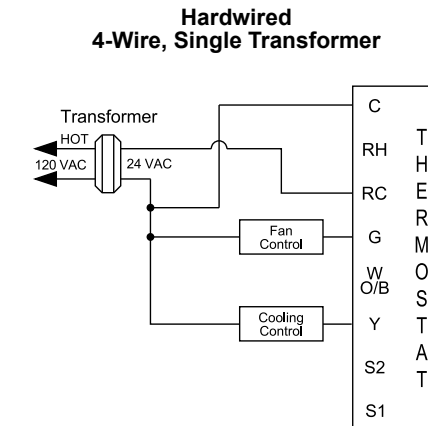 Hardwired
4-Wire, Single Transformer
Transformer
HOT
120 VAC
24 VAC
C
RH
RC
G
W
O/B
Y
S2
S1
Fan
Control
Cooling
Control
THERMOSTAT